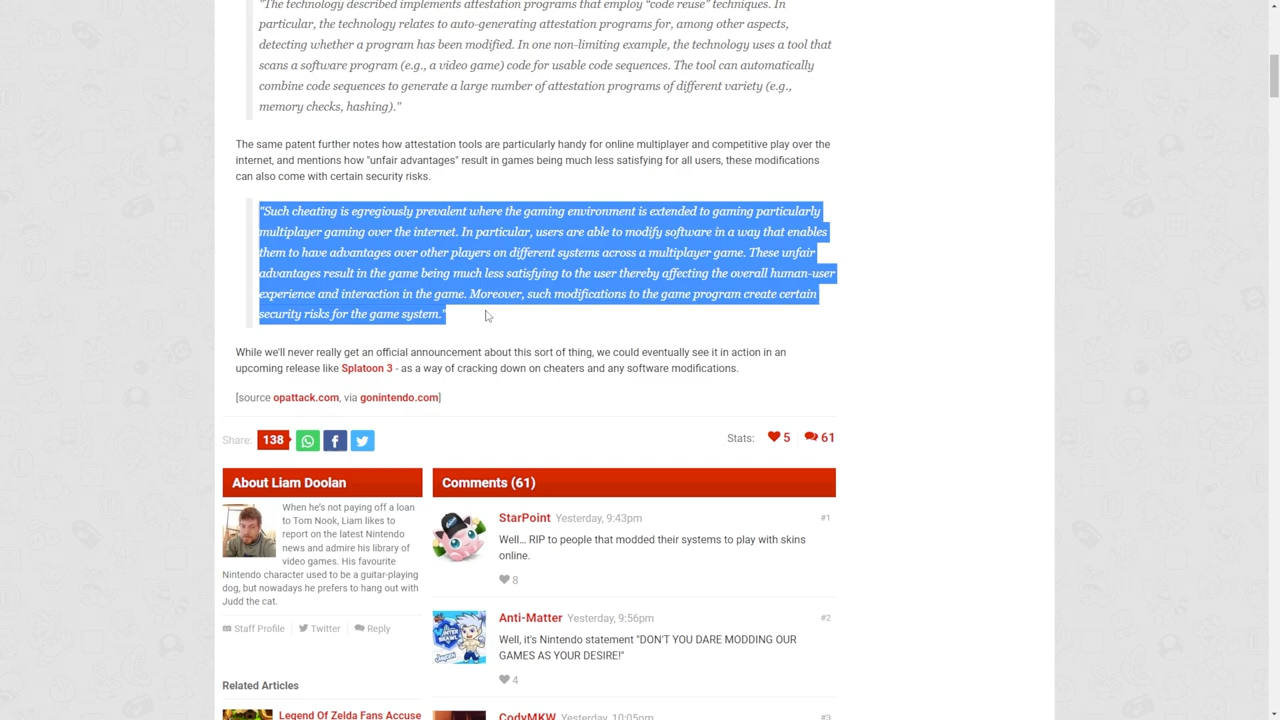 "The technology described implements attestation programs that employ “code reuse” techniques. In
particular, the technology relates to auto-generating attestation programs for, among other aspects,
detecting whether a program has been modified. In one non-limiting example, the technology uses a tool that
scans a software program (e.g., a video game) code for usable code sequences. The tool can automatically
combine code sequences to generate a large number of attestation programs of different variety (e.g.,
memory checks, hashing)."
The same patent further notes how attestation tools are particularly handy for online multiplayer and competitive play over the
internet, and mentions how "unfair advantages" result in games being much less satisfying for all users, these modifications
can also come with certain security risks.
"Such cheating is egregiously prevalent where the gaming environment is extended to gaming particularly
multiplayer gaming over the internet. In particular, users are able to modify software in a way that enables
them to have advantages over other players on different systems across a multiplayer game. These unfair
advantages result in the game being much less satisfying to the user thereby affecting the overall human-user
experience and interaction in the game. Moreover, such modifications to the game program create certain
security risks for the game system."
While we'll never really get an official announcement about this sort of thing, we could eventually see it in action in an
upcoming release like Splatoon 3 - as a way of cracking down on cheaters and any software modifications.
[source opattack.com, via gonintendo.com]
Share: 138
Stats: 5 61
About Liam Doolan
When he's not paying off a loan
to Tom Nook, Liam likes to
report on the latest Nintendo
news and admire his library of
video games. His favourite
Nintendo character used to be a guitar-playing
dog, but nowadays he prefers to hang out with
Judd the cat.
Staff Profile Twitter Reply
Related Articles
Legend Of Zelda Fans Accuse
Comments (61)
StarPoint Yesterday, 9:43pm #1
Well... RIP to people that modded their systems to play with skins
online.
8
Anti-Matter Yesterday, 9:56pm #2
Well, it's Nintendo statement "DON'T YOU DARE MODDING OUR
GAMES AS YOUR DESIRE!"
4
CodyMKW Yesterday, 10:05pm #3